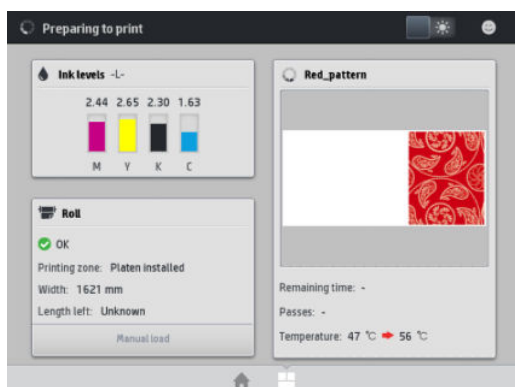 Preparing to print
Ink levels -L-
2.44 2.65 2.30 1.63
M Y K C
Roll
OK
Printing zone: Platen installed
Width: 1621 mm
Length left: Unknown
Manual load
Red_pattern
Remaining time: -
Passes: -
Temperature: 47 °C ➡ 56 °C